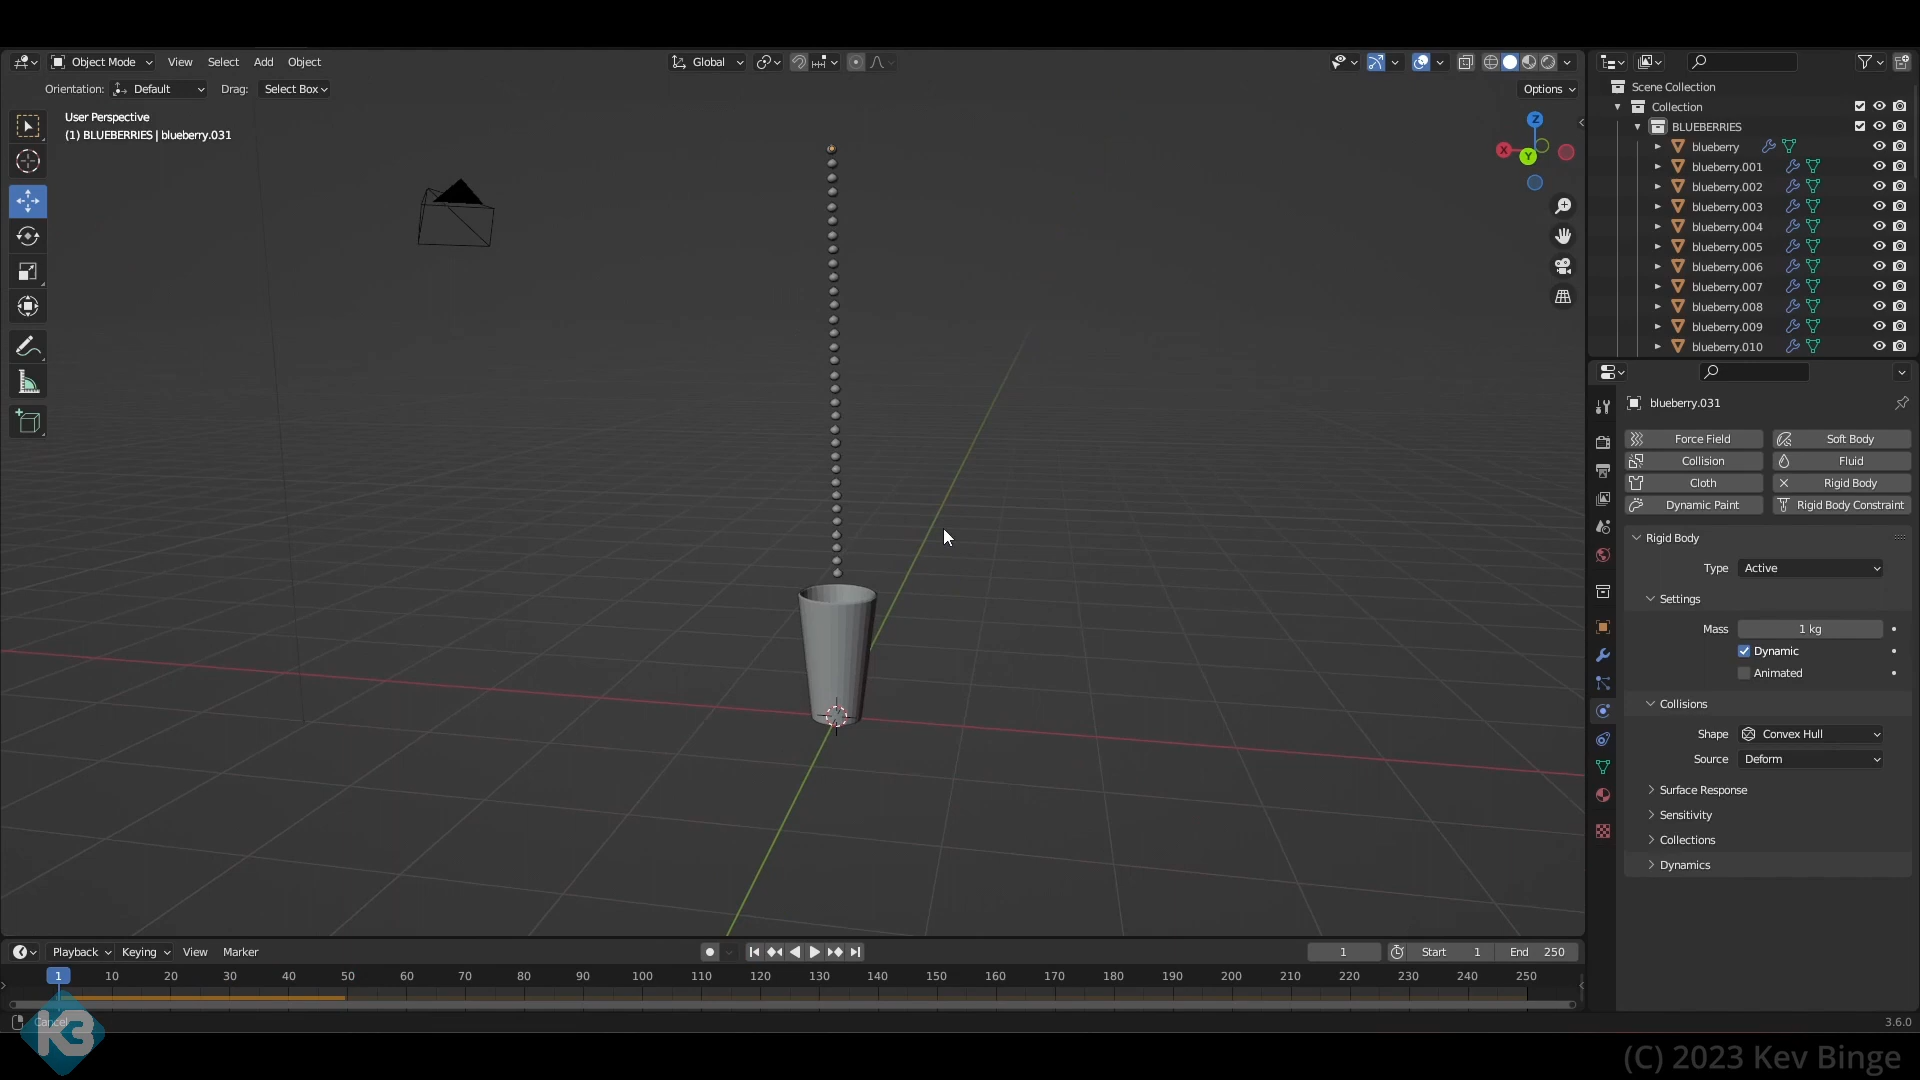 Object Mode View Select Add Object Global
Orientation: Default Drag: Select Box Options
User Perspective
(1) BLUEBERRIES | blueberry.031
Z
X
Y
Scene Collection
Collection
BLUEBERRIES
blueberry
blueberry.001
blueberry.002
blueberry.003
blueberry.004
blueberry.005
blueberry.006
blueberry.007
blueberry.008
blueberry.009
blueberry.010
blueberry.031
Force Field Soft Body
Collision Fluid
Cloth Rigid Body
Dynamic Paint Rigid Body Constraint
Rigid Body
Type Active
Settings
Mass 1 kg
Dynamic
Animated
Collisions
Shape Convex Hull
Source Deform
Surface Response
Sensitivity
Collections
Dynamics
Playback Keying View Marker 1 Start 1 End 250
1 10 20 30 40 50 60 70 80 90 100 110 120 130 140 150 160 170 180 190 200 210 220 230 240 250
Cancel
3.6.0
K3
(C) 2023 Kev Binge